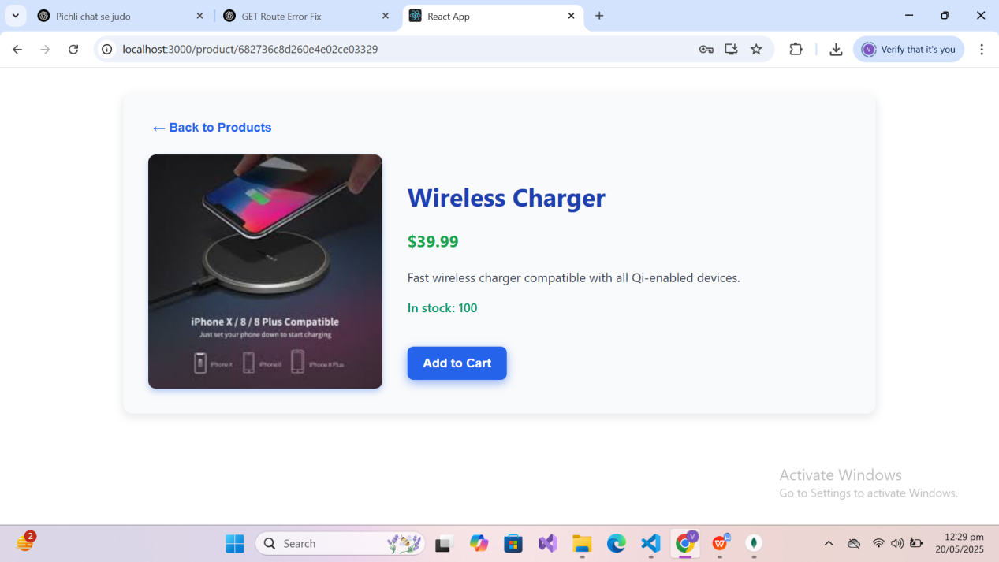 Pichli chat se judo
GET Route Error Fix
React App
localhost:3000/product/682736c8d260e4e02ce03329
Verify that it's you
V
← Back to Products
iPhone X / 8 / 8 Plus Compatible
Just set your phone down to start charging
iPhone X
iPhone 8
iPhone 8 Plus
Wireless Charger
$39.99
Fast wireless charger compatible with all Qi-enabled devices.
In stock: 100
Add to Cart
Activate Windows
Go to Settings to activate Windows.
2
Search
V
12:29 pm
20/05/2025